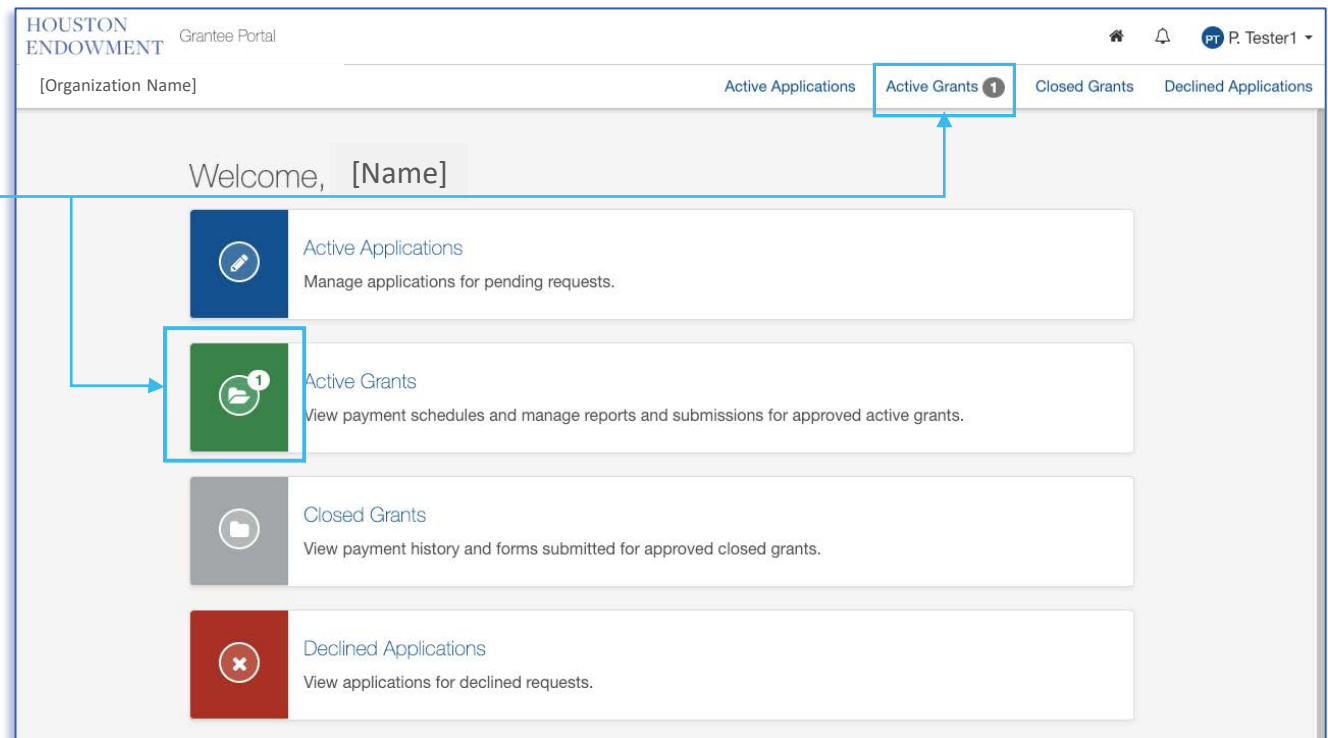 HOUSTON
ENDOWMENT
Grantee Portal
PT P. Tester1
[Organization Name]
Active Applications Active Grants 1 Closed Grants Declined Applications
Welcome, [Name]
Active Applications
Manage applications for pending requests.
1
Active Grants
View payment schedules and manage reports and submissions for approved active grants.
Closed Grants
View payment history and forms submitted for approved closed grants.
Declined Applications
View applications for declined requests.